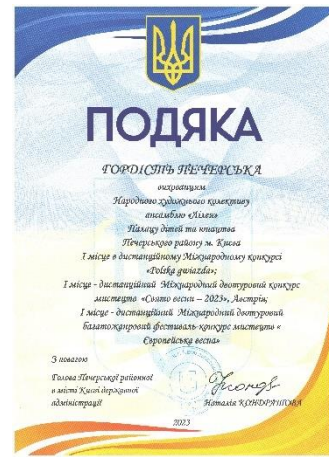 ПОДЯКА
ГОРДІСТЬ ПЕЧЕРСЬКА
вихованцям
Народного художнього колективу
ансамблю «Лілея»
Палацу дітей та юнацтва
Печерського району м. Києва
І місце в дистанційному Міжнародному конкурсі
«Polska gwiazda»;
І місце - дистанційний Міжнародний двотуровий конкурс
мистецтв «Свято весни – 2023», Австрія;
І місце - дистанційний Міжнародний двотуровий
багатожанровий фестиваль-конкурс мистецтв «
Європейська весна»
З повагою
Голова Печерської районної
в місті Києві державної
адміністрації
Наталія КОНДРАШОВА
2023